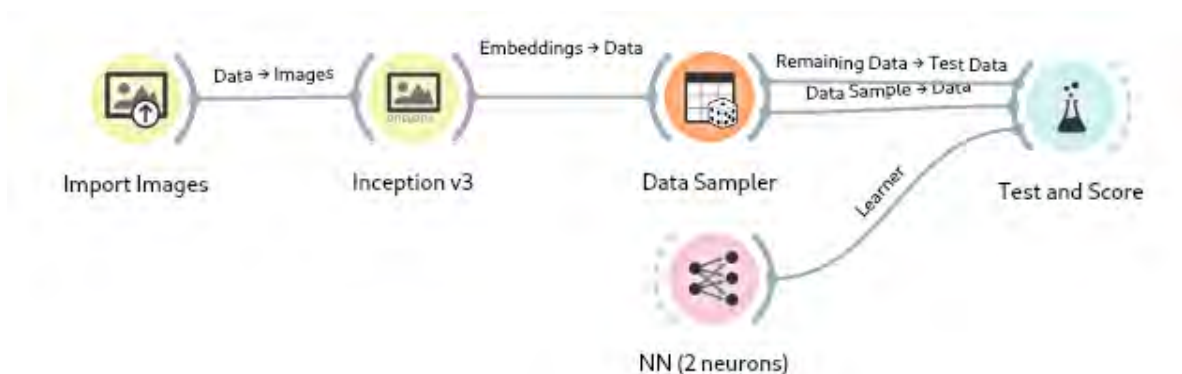 Data → Images
Embeddings → Data
Remaining Data → Test Data
Data Sample → Data
Import Images
Inception v3
Data Sampler
Test and Score
Learner
NN (2 neurons)